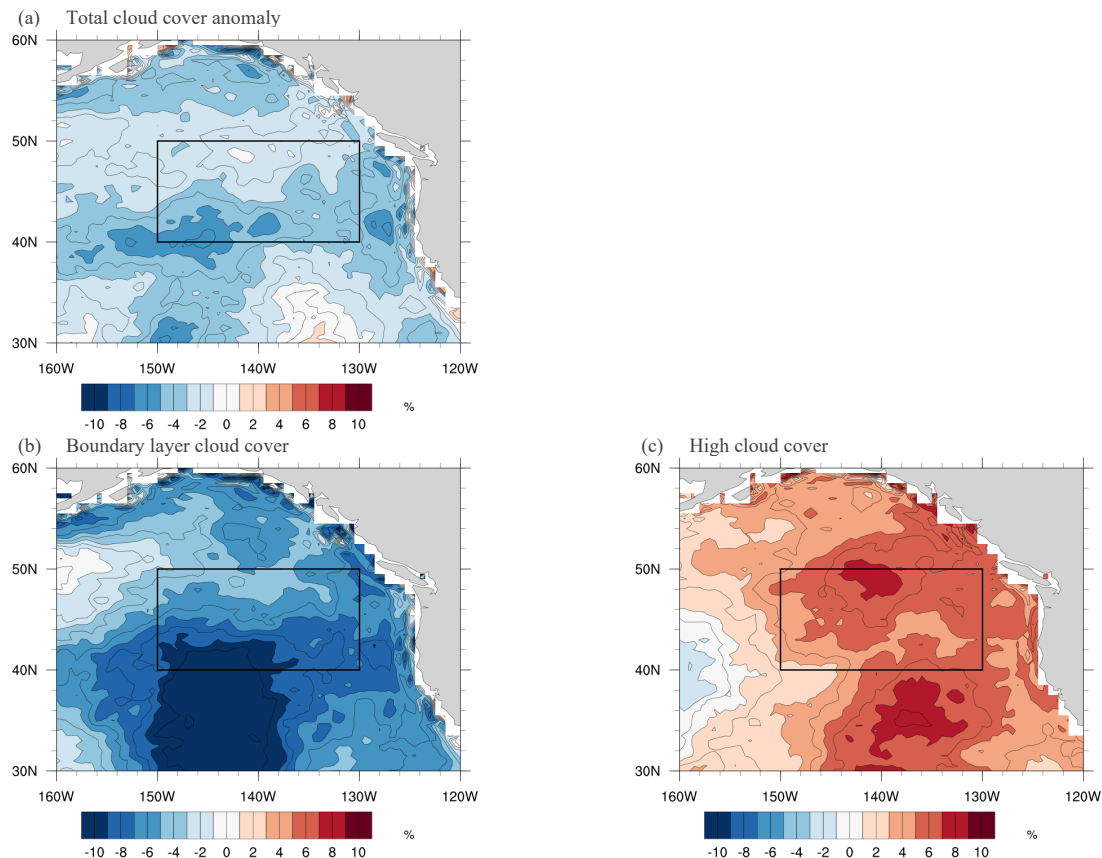 (a) Total cloud cover anomaly
60N
50N
40N
30N
160W 150W 140W 130W 120W
-10 -8 -6 -4 -2 0 2 4 6 8 10 %
(b) Boundary layer cloud cover
60N
50N
40N
30N
160W 150W 140W 130W 120W
-10 -8 -6 -4 -2 0 2 4 6 8 10 %
(c) High cloud cover
60N
50N
40N
30N
160W 150W 140W 130W 120W
-10 -8 -6 -4 -2 0 2 4 6 8 10 %